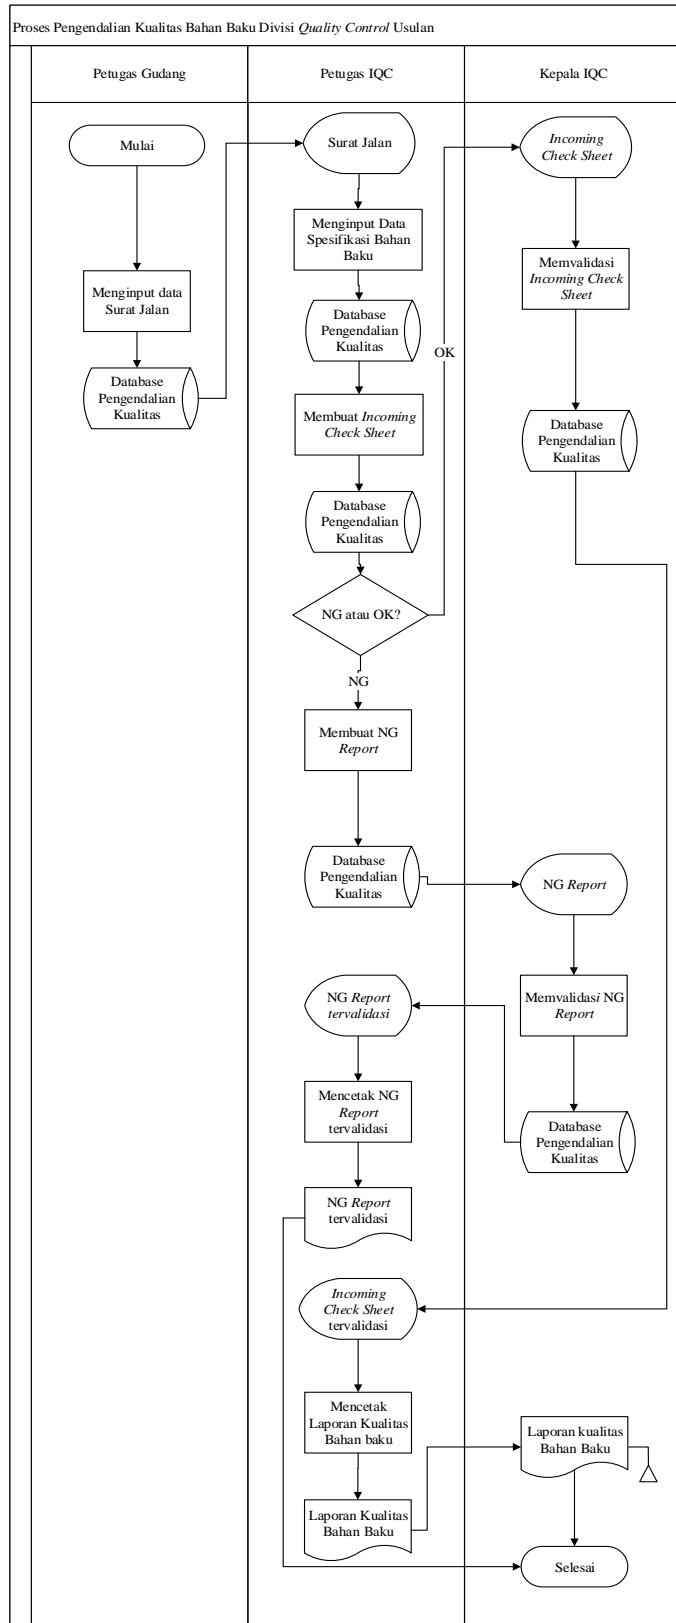 Proses Pengendalian Kualitas Bahan Baku Divisi Quality Control Usulan
Petugas Gudang
Petugas IQC
Kepala IQC
Mulai
Surat Jalan
Incoming
Check Sheet
Menginput Data
Spesifikasi Bahan
Baku
Memvalidasi
Incoming Check
Sheet
Menginput data
Surat Jalan
Database
Pengendalian
Kualitas
OK
Database
Pengendalian
Kualitas
Membuat Incoming
Check Sheet
Database
Pengendalian
Kualitas
Database
Pengendalian
Kualitas
NG atau OK?
NG
Membuat NG
Report
Database
Pengendalian
Kualitas
NG Report
NG Report
tervalidasi
Memvalidasi NG
Report
Mencetak NG
Report
tervalidasi
Database
Pengendalian
Kualitas
NG Report
tervalidasi
Incoming
Check Sheet
tervalidasi
Mencetak
Laporan Kualitas
Bahan baku
Laporan kualitas
Bahan Baku
Laporan Kualitas
Bahan Baku
Selesai